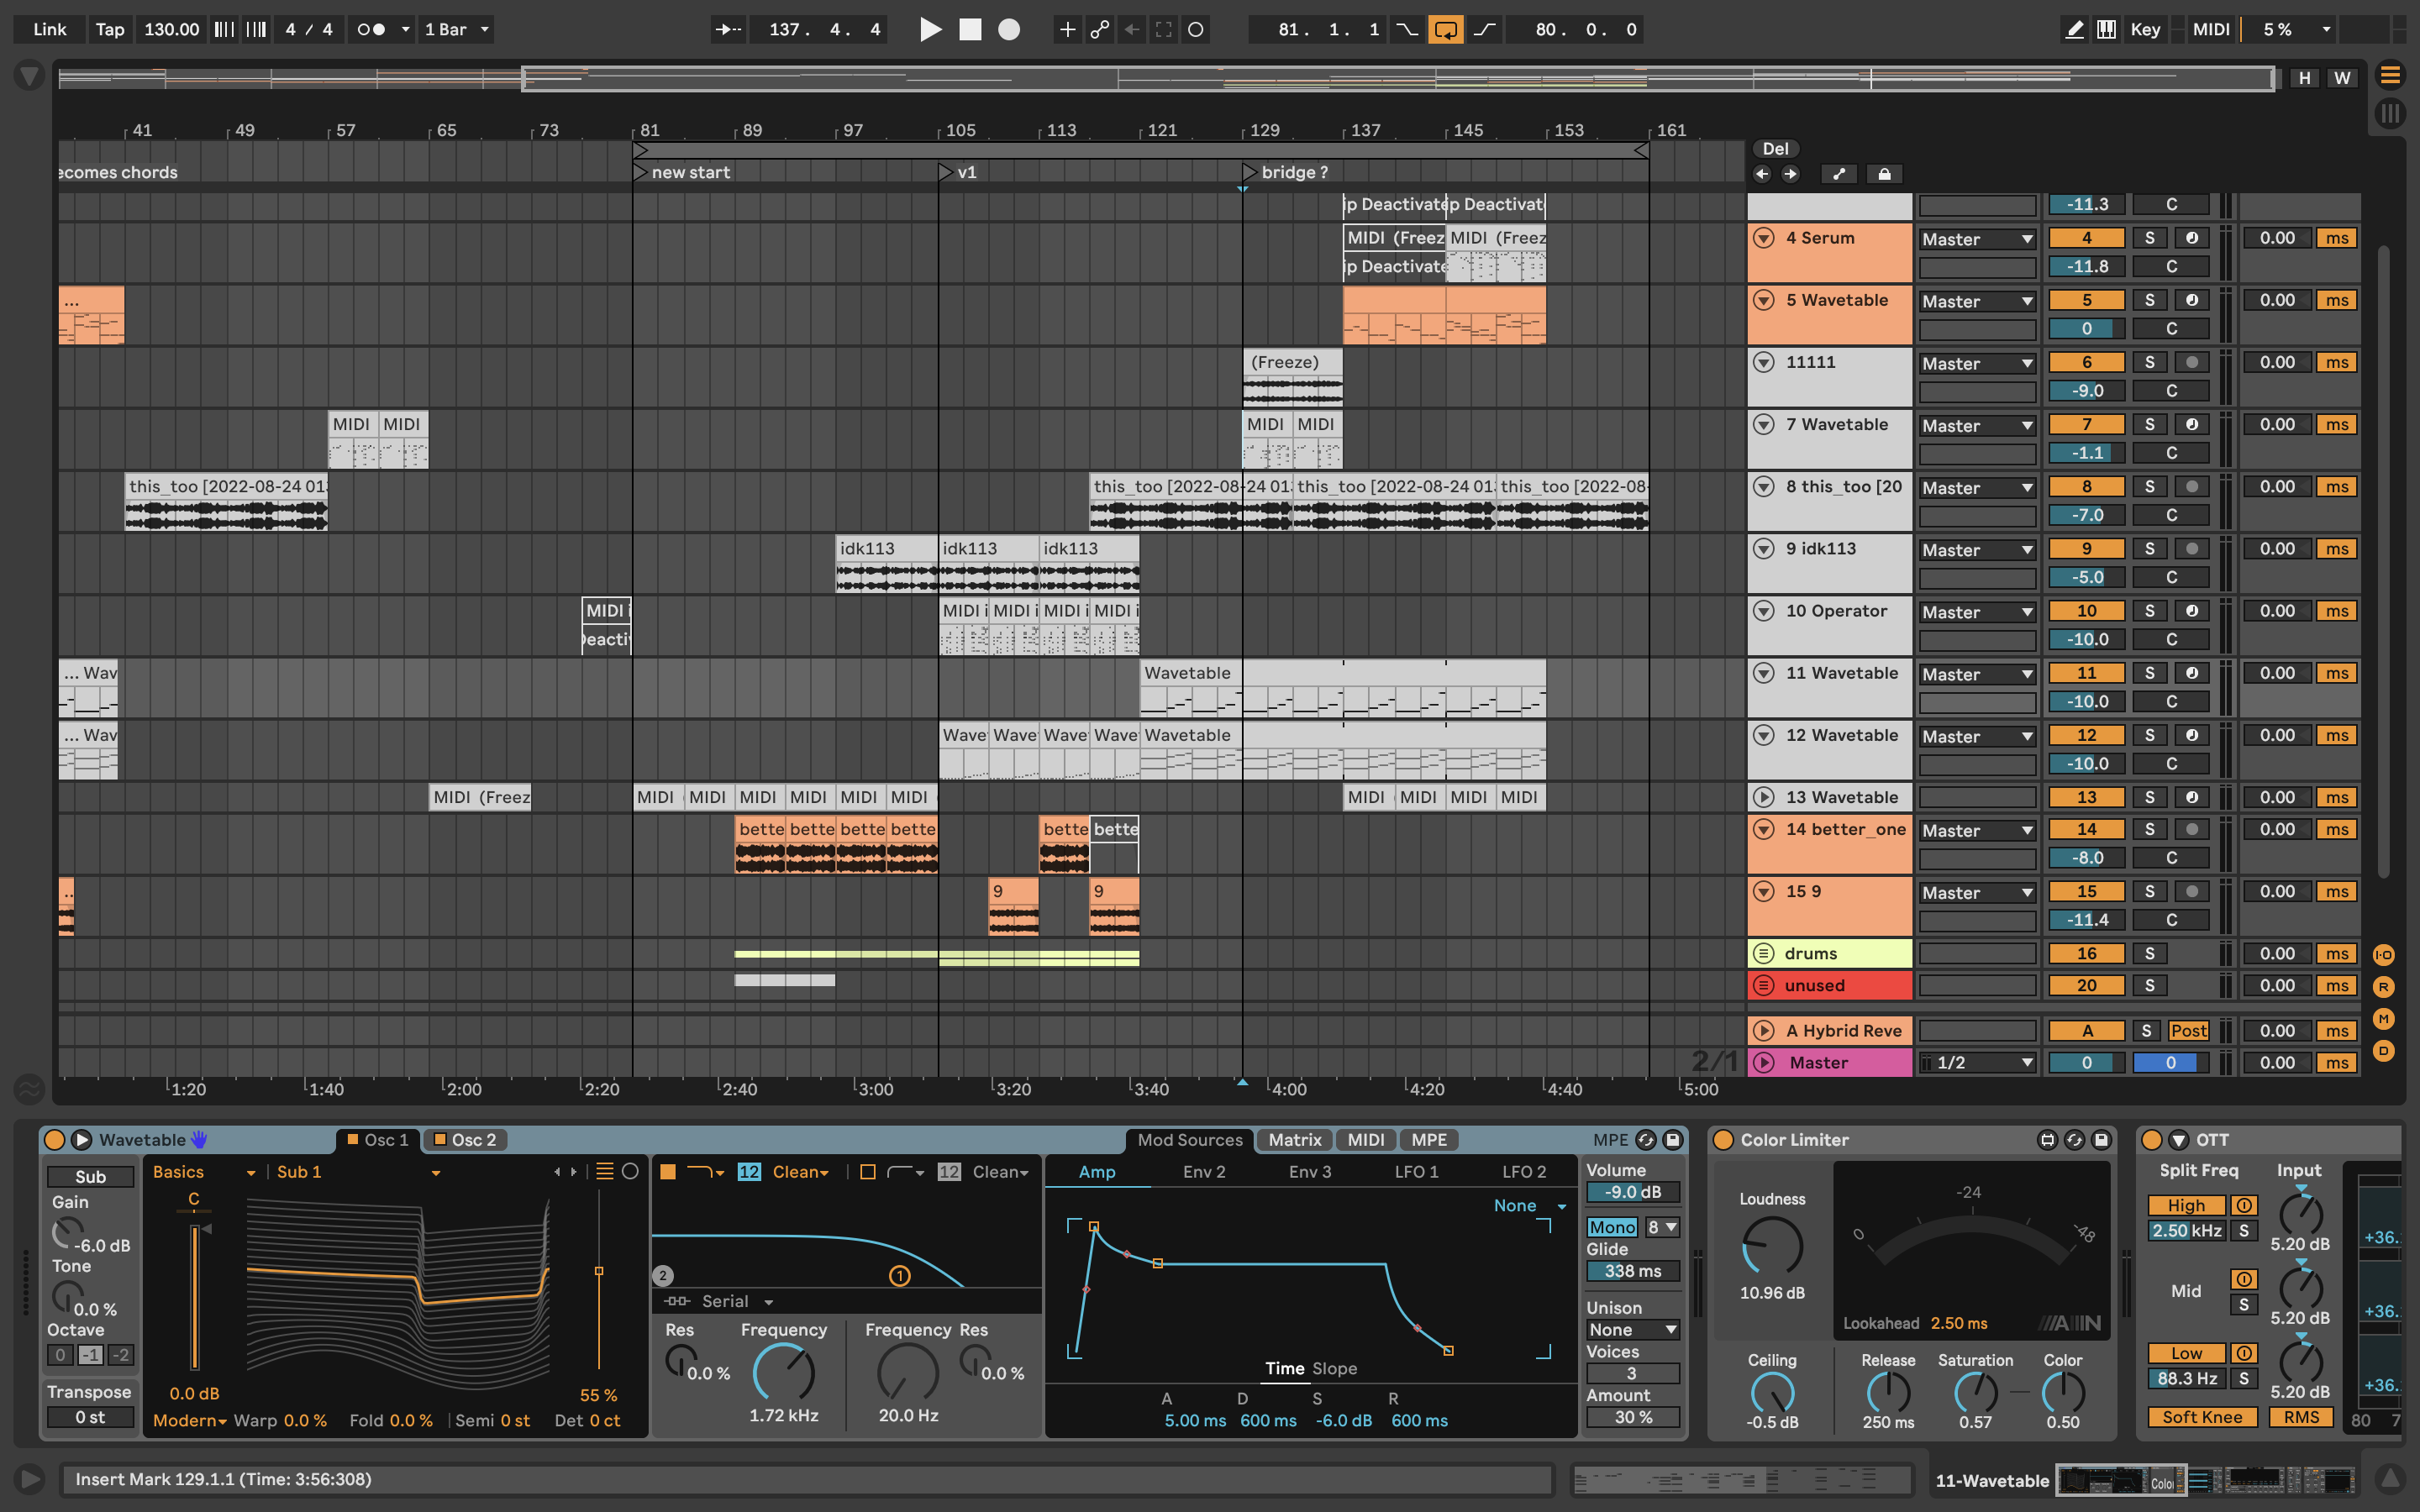 Link Tap 130.00 4 / 4 1 Bar 137. 4. 4 81. 1. 1 80. 0. 0 Key MIDI 5 %
H W
41 49 57 65 73 81 89 97 105 113 121 129 137 145 153 161
Del
ecomes chords new start v1 bridge ?
ip Deactivate ip Deactivat -11.3 C
MIDI (Freez MIDI (Freez 4 Serum Master 4 S 0.00 ms
ip Deactivate -11.8 C
... 5 Wavetable Master 5 S 0.00 ms
0 C
(Freeze) 11111 Master 6 S 0.00 ms
-9.0 C
MIDI MIDI MIDI MIDI 7 Wavetable Master 7 S 0.00 ms
-1.1 C
this_too [2022-08-24 01: this_too [2022-08-24 01: this_too [2022-08-24 01: this_too [2022-08- 8 this_too [20 Master 8 S 0.00 ms
-7.0 C
idk113 idk113 idk113 9 idk113 Master 9 S 0.00 ms
-5.0 C
MIDI i MIDI i MIDI i MIDI i MIDI i 10 Operator Master 10 S 0.00 ms
Deacti -10.0 C
... Wav Wavetable 11 Wavetable Master 11 S 0.00 ms
-10.0 C
... Wav Wave Wave Wave Wave Wavetable 12 Wavetable Master 12 S 0.00 ms
-10.0 C
MIDI (Freez MIDI ( MIDI MIDI MIDI MIDI MIDI ( MIDI MIDI MIDI MIDI 13 Wavetable 13 S 0.00 ms
bette bette bette bette bette bette 14 better_one Master 14 S 0.00 ms
-8.0 C
.. 9 9 15 9 Master 15 S 0.00 ms
-11.4 C
drums 16 S 0.00 ms I·O
unused 20 S 0.00 ms R
M
A Hybrid Reve A S Post 0.00 ms
2/1 Master 1/2 0 0 0.00 ms D
1:20 1:40 2:00 2:20 2:40 3:00 3:20 3:40 4:00 4:20 4:40 5:00
Wavetable Osc 1 Osc 2 Mod Sources Matrix MIDI MPE MPE Color Limiter OTT
Sub Basics Sub 1 12 Clean 12 Clean Amp Env 2 Env 3 LFO 1 LFO 2 Volume Split Freq Input
-9.0 dB
Gain C None Loudness -24 High
Mono 8 0 -48 2.50 kHz S
-6.0 dB Glide 5.20 dB +36.
Tone 338 ms
2 1 Mid
0.0 % Serial Unison 10.96 dB S
Octave Res Frequency Frequency Res None Lookahead 2.50 ms 5.20 dB +36.
0 -1 -2 Voices Low
0.0 % 0.0 % Time Slope 3 Ceiling Release Saturation Color 88.3 Hz S
Transpose 0.0 dB 55 % A D S R Amount 5.20 dB +36.
0 st Modern Warp 0.0 % Fold 0.0 % Semi 0 st Det 0 ct 1.72 kHz 20.0 Hz 5.00 ms 600 ms -6.0 dB 600 ms 30 % -0.5 dB 250 ms 0.57 0.50 Soft Knee RMS 80 7
Insert Mark 129.1.1 (Time: 3:56:308) 11-Wavetable Colo